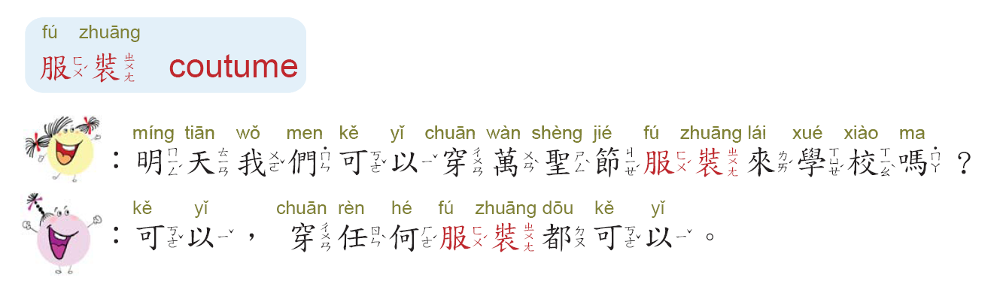 fú zhuāng
服ㄈㄨˊ裝ㄓㄨㄤ coutume
míng tiān wǒ men kě yǐ chuān wàn shèng jié fú zhuāng lái xué xiào ma
：明ㄇㄧㄥˊ天ㄊㄧㄢ我ㄨㄛˇ們˙ㄇㄣ可ㄎㄜˇ以ㄧˇ穿ㄔㄨㄢ萬ㄨㄢˋ聖ㄕㄥˋ節ㄐㄧㄝˊ服ㄈㄨˊ裝ㄓㄨㄤ來ㄌㄞˊ學ㄒㄩㄝˊ校ㄒㄧㄠˋ嗎˙ㄇㄚ？
kě yǐ chuān rèn hé fú zhuāng dōu kě yǐ
：可ㄎㄜˇ以ㄧˇ，穿ㄔㄨㄢ任ㄖㄣˋ何ㄏㄜˊ服ㄈㄨˊ裝ㄓㄨㄤ都ㄉㄡ可ㄎㄜˇ以ㄧˇ。